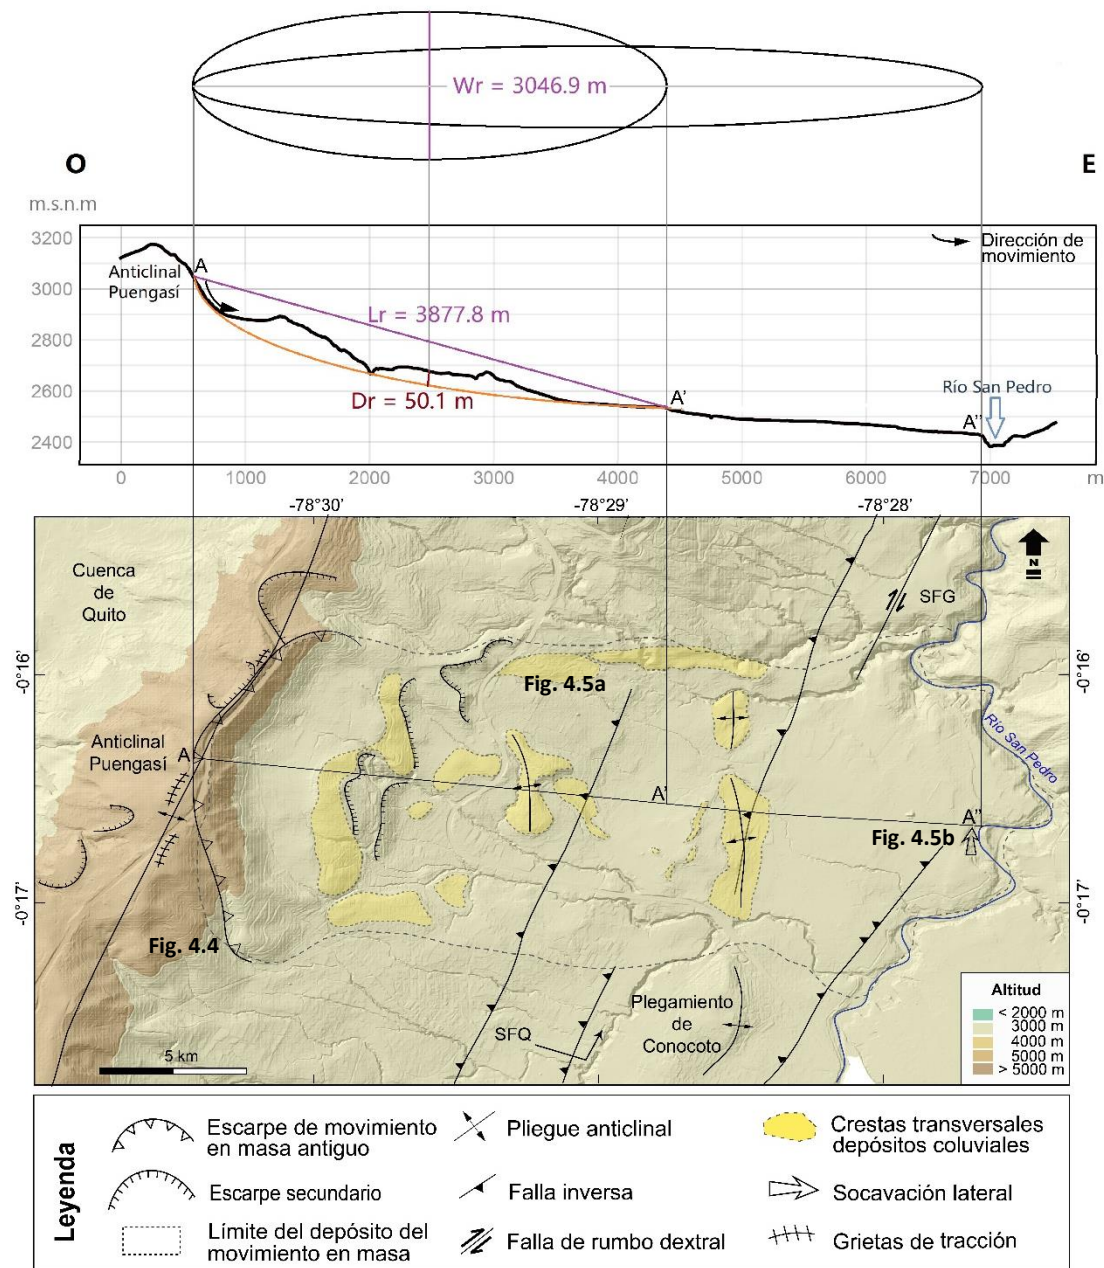 Wr = 3046.9 m
O
E
m.s.n.m
3200
3000
2800
2600
2400
Anticlinal
Puengasí
A
Dirección de
movimiento
Lr = 3877.8 m
Dr = 50.1 m
A'
Río San Pedro
A''
0
1000
2000
3000
4000
5000
6000
7000
m
-78°30'
-78°29'
-78°28'
Cuenca
de
Quito
N
SFG
-0°16'
-0°16'
Fig. 4.5a
Río San Pedro
Anticlinal
Puengasí
A
A'
A''
Fig. 4.5b
-0°17'
-0°17'
Fig. 4.4
Plegamiento
de
Conocoto
SFQ
5 km
Altitud
< 2000 m
3000 m
4000 m
5000 m
> 5000 m
Leyenda
Escarpe de movimiento
en masa antiguo
Pliegue anticlinal
Crestas transversales
depósitos coluviales
Escarpe secundario
Falla inversa
Socavación lateral
Límite del depósito del
movimiento en masa
Falla de rumbo dextral
Grietas de tracción